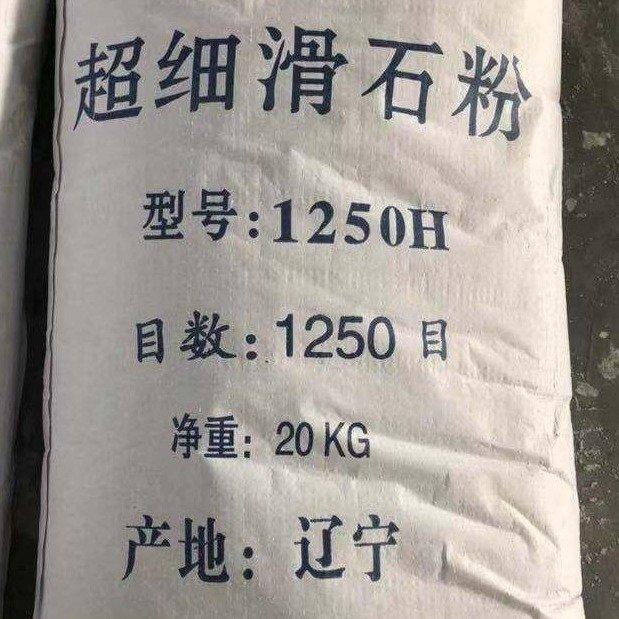 超细滑石粉
型号:1250H
目数:1250目
净重:20KG
产地:辽宁